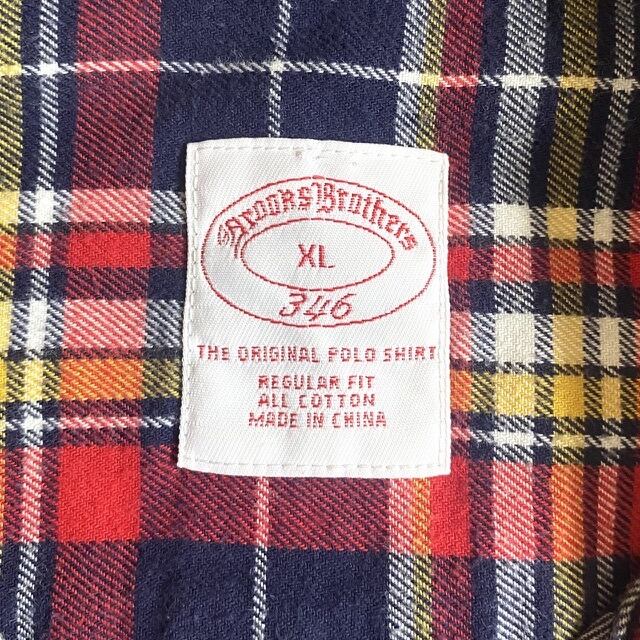 Brooks Brothers
XL
346
THE ORIGINAL POLO SHIRT
REGULAR FIT
ALL COTTON
MADE IN CHINA